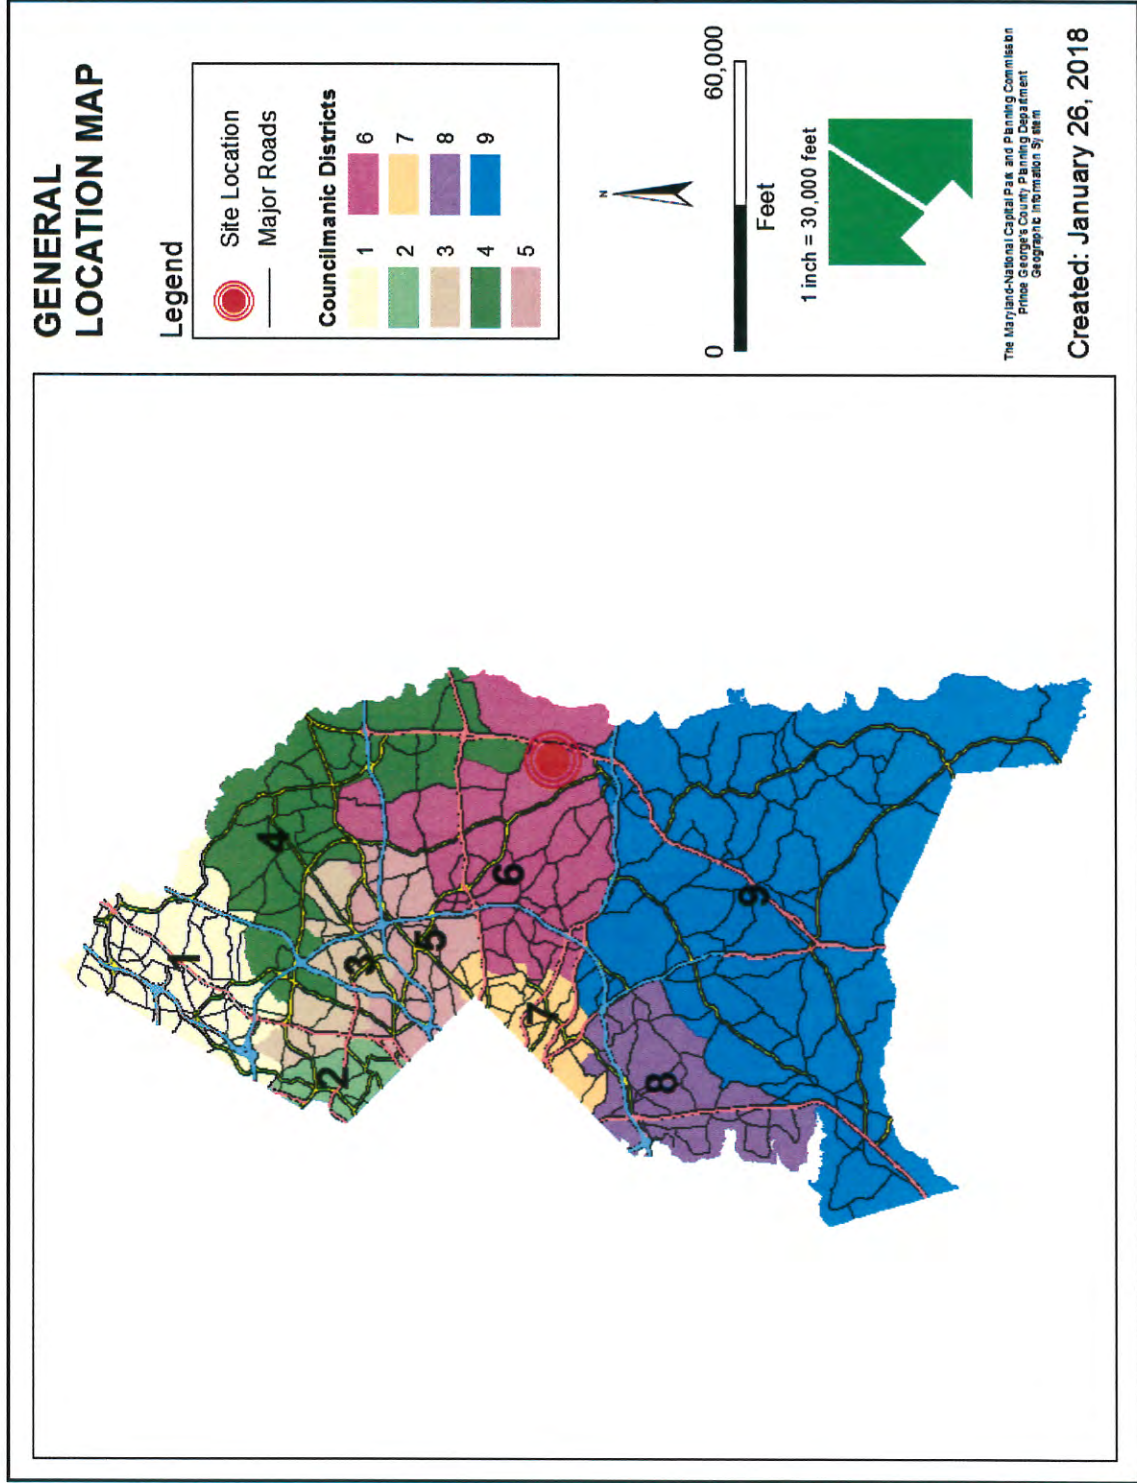 GENERAL
LOCATION MAP
Legend
Site Location
Major Roads
Councilmanic Districts
1
6
2
7
3
8
4
9
5
N
0
60,000
Feet
1 inch = 30,000 feet
The Maryland-National Capital Park and Planning Commission
Prince George's County Planning Department
Geographic Information System
Created: January 26, 2018
1
4
2
3
5
6
7
8
9